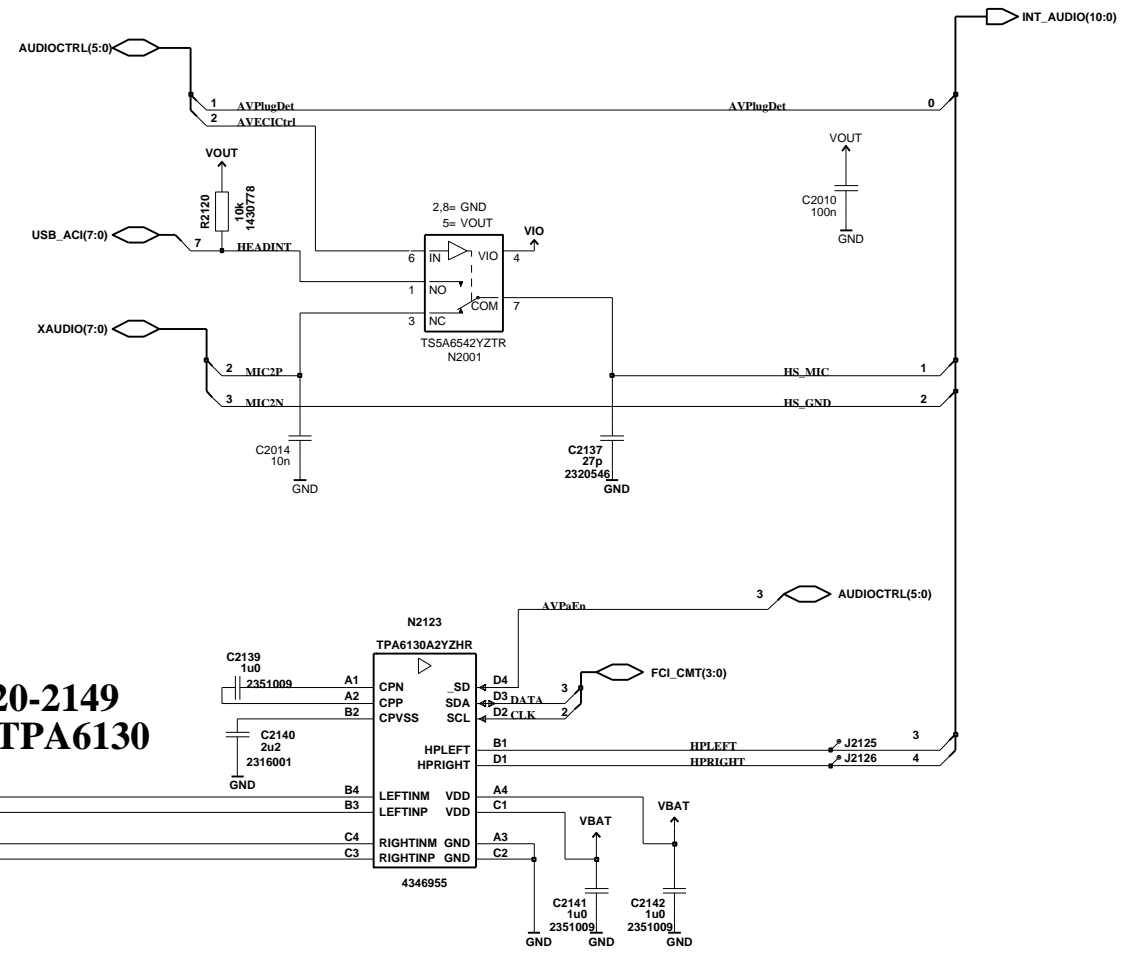 INT_AUDIO(10:0)
AUDIOCTRL(5:0)
1 AVPlugDet AVPlugDet 0
2 AVECICtrl
VOUT
VOUT
R2120
10k
1430778
C2010
100n
GND
2,8= GND
5= VOUT
USB_ACI(7:0)
7 HEADINT
VIO
6 IN VIO 4
1 NO
COM 7
3 NC
TS5A6542YZTR
N2001
XAUDIO(7:0)
2 MIC2P HS_MIC 1
3 MIC2N HS_GND 2
C2014
10n
GND
C2137
27p
2320546
GND
3 AUDIOCTRL(5:0)
AVPaEn
N2123
TPA6130A2YZHR
C2139
1u0
2351009
FCI_CMT(3:0)
A1 CPN _SD D4
A2 CPP SDA D3 DATA 3
B2 CPVSS SCL D2 CLK 2
20-2149
TPA6130
C2140
2u2
2316001
GND
HPLEFT B1 HPLEFT J2125 3
HPRIGHT D1 HPRIGHT J2126 4
B4 LEFTINM VDD A4
B3 LEFTINP VDD C1
VBAT
VBAT
C4 RIGHTINM GND A3
C3 RIGHTINP GND C2
4346955
C2141
1u0
2351009
C2142
1u0
2351009
GND
GND
GND